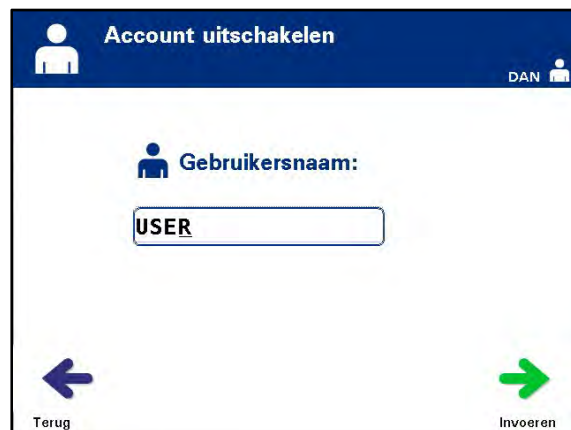 Account uitschakelen
DAN
Gebruikersnaam:
USER
Terug
Invoeren